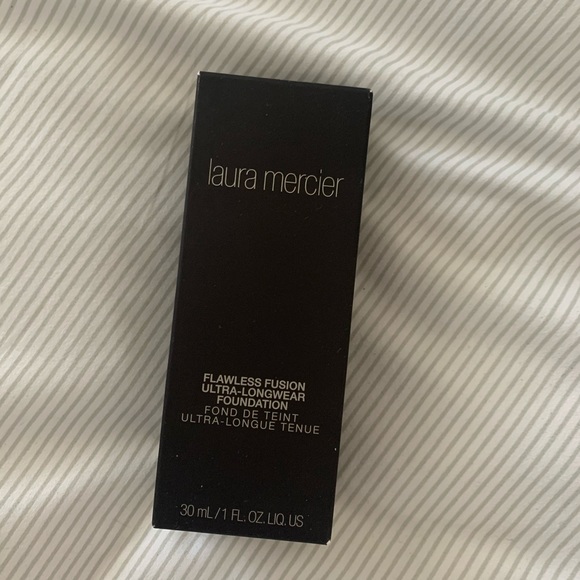 laura mercier
FLAWLESS FUSION
ULTRA-LONGWEAR
FOUNDATION
FOND DE TEINT
ULTRA-LONGUE TENUE
30 mL/1 FL. OZ. LIQ. US